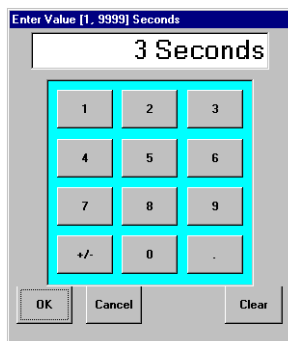 Enter Value [1, 9999] Seconds
3 Seconds
1 2 3
4 5 6
7 8 9
+/- 0 .
OK Cancel Clear